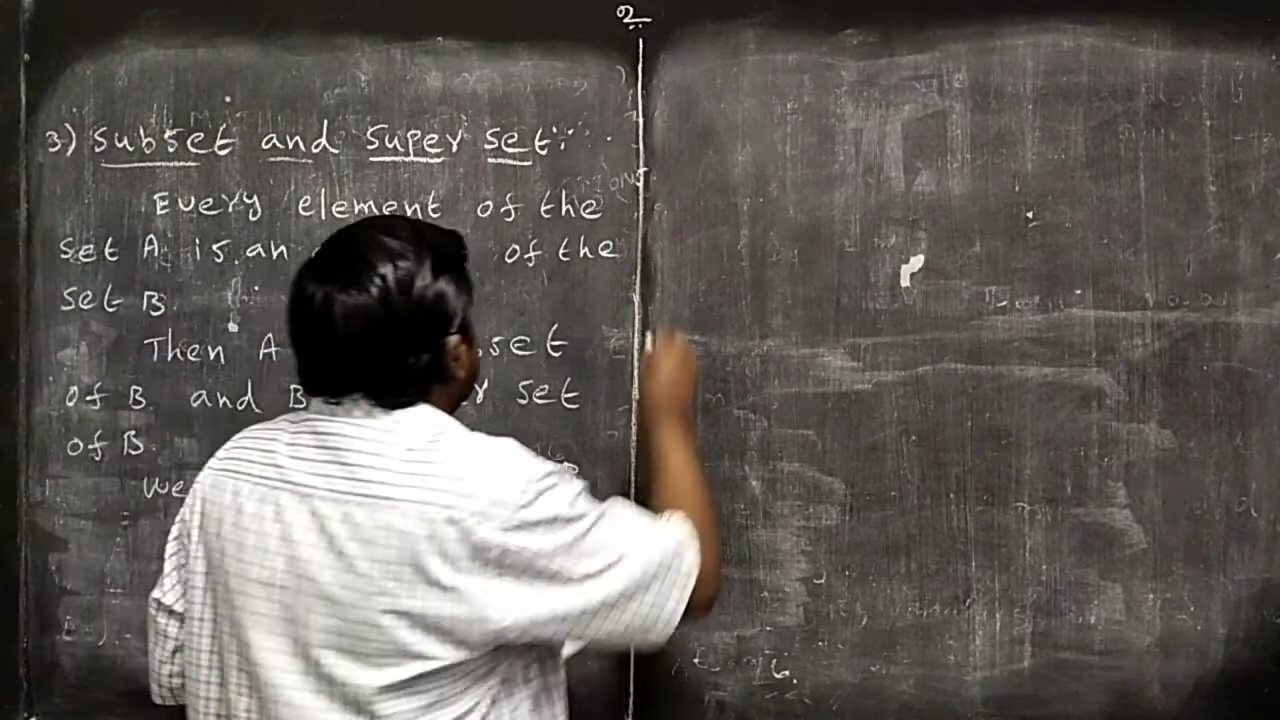 2
3) subset and super set:
Every element of the
set A is an of the
set B.
Then A set
of B and B set
of B.
We